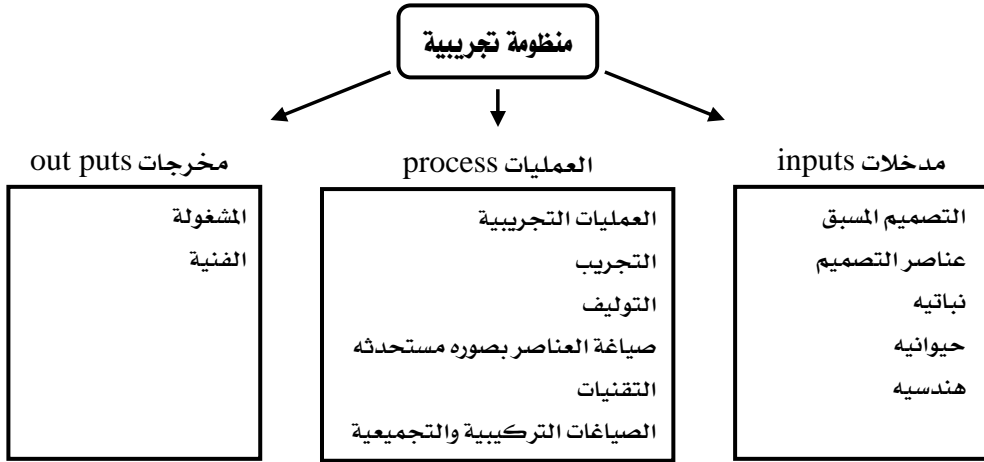 منظومة تجريبية
مدخلات inputs
التصميم المسبق
عناصر التصميم
نباتيه
حيوانيه
هندسيه
العمليات process
العمليات التجريبية
التجريب
التوليف
صياغة العناصر بصوره مستحدثه
التقنيات
الصياغات التركيبية والتجميعية
مخرجات out puts
المشغولة
الفنية